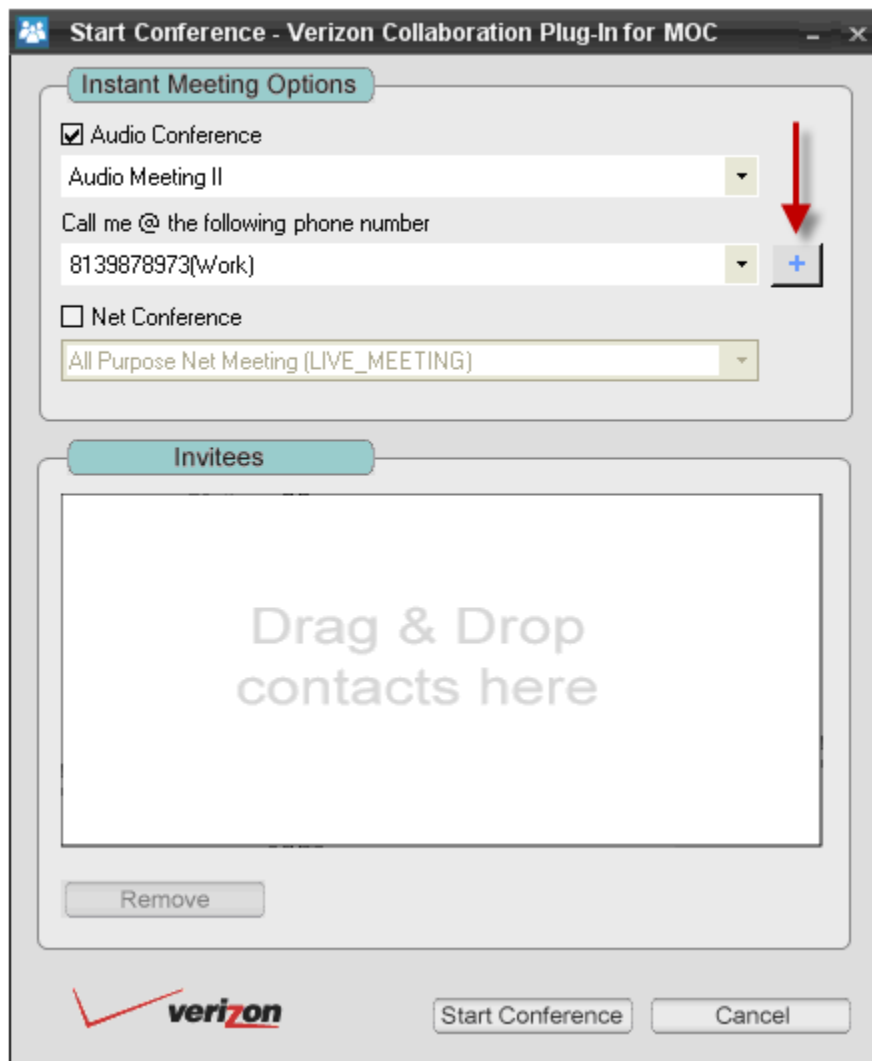 Start Conference - Verizon Collaboration Plug-In for MOC
Instant Meeting Options
Audio Conference
Audio Meeting II
Call me @ the following phone number
8139878973(Work)
+
Net Conference
All Purpose Net Meeting (LIVE_MEETING)
Invitees
Drag & Drop
contacts here
Remove
verizon
Start Conference
Cancel